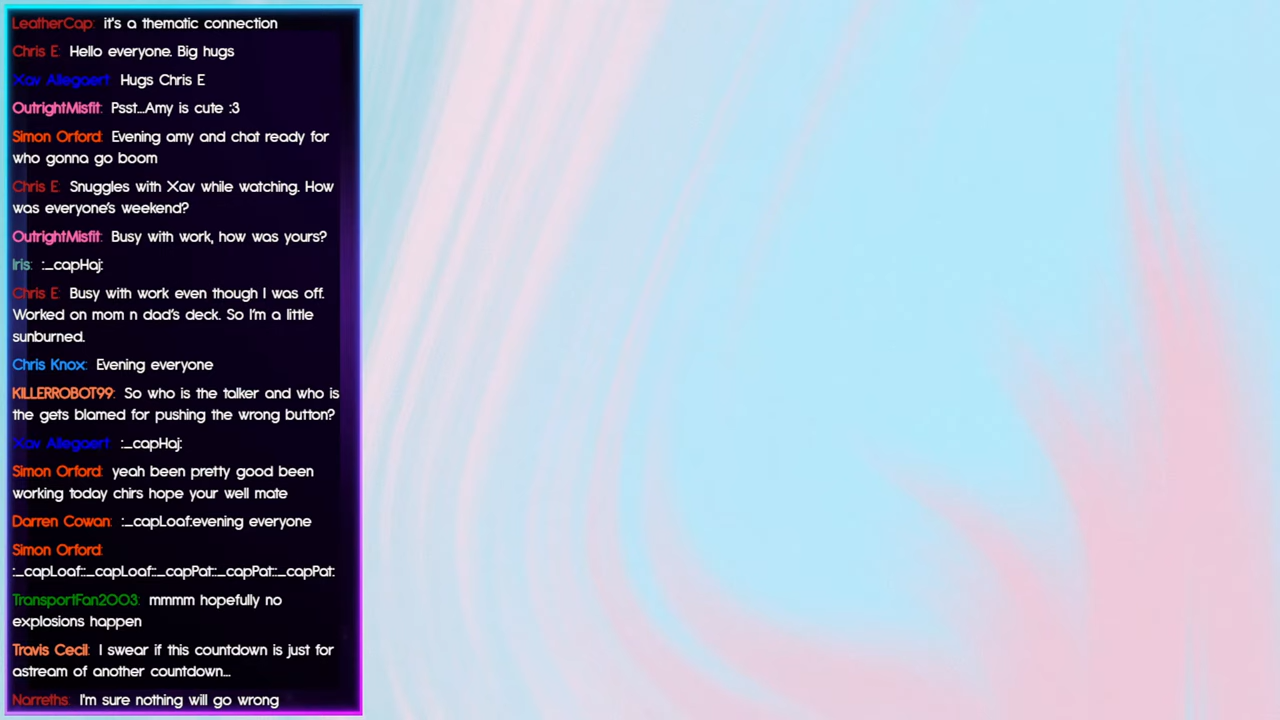 LeatherCap: it's a thematic connection
Chris E: Hello everyone. Big hugs
Xav Allegaert: Hugs Chris E
OutrightMisfit: Psst...Amy is cute :3
Simon Orford: Evening amy and chat ready for
who gonna go boom
Chris E: Snuggles with Xav while watching. How
was everyone's weekend?
OutrightMisfit: Busy with work, how was yours?
Iris: :_capHaj:
Chris E: Busy with work even though I was off.
Worked on mom n dad's deck. So I'm a little
sunburned.
Chris Knox: Evening everyone
KILLERROBOT99: So who is the talker and who is
the gets blamed for pushing the wrong button?
Xav Allegaert: :_capHaj:
Simon Orford: yeah been pretty good been
working today chirs hope your well mate
Darren Cowan: :_capLoaf:evening everyone
Simon Orford:
:_capLoaf::_capLoaf::_capPat::_capPat::_capPat:
TransportFan2003: mmmm hopefully no
explosions happen
Travis Cecil: I swear if this countdown is just for
astream of another countdown...
Narreths: I'm sure nothing will go wrong